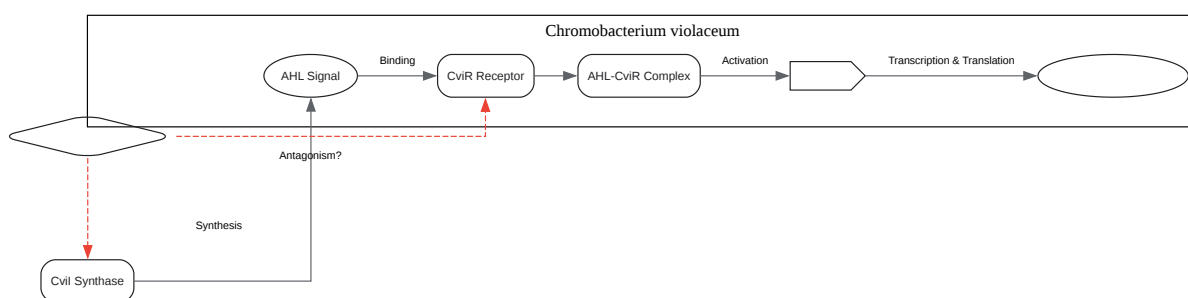 Chromobacterium violaceum
AHL Signal
Binding
CviR Receptor
AHL-CviR Complex
Activation
Transcription & Translation
Antagonism?
Synthesis
CviI Synthase